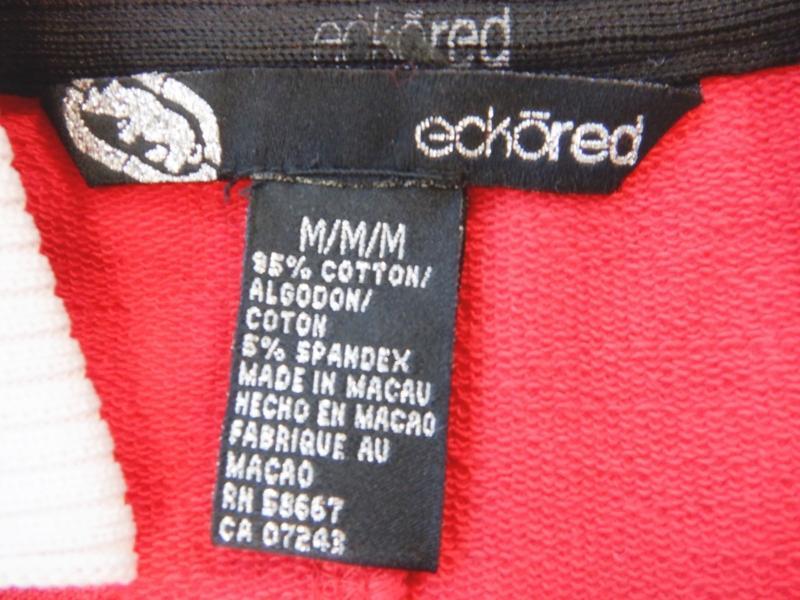 eckōred
eckōred
M/M/M
95% COTTON/
ALGODON/
COTON
5% SPANDEX
MADE IN MACAU
HECHO EN MACAO
FABRIQUE AU
MACAO
RN 58667
CA 07243